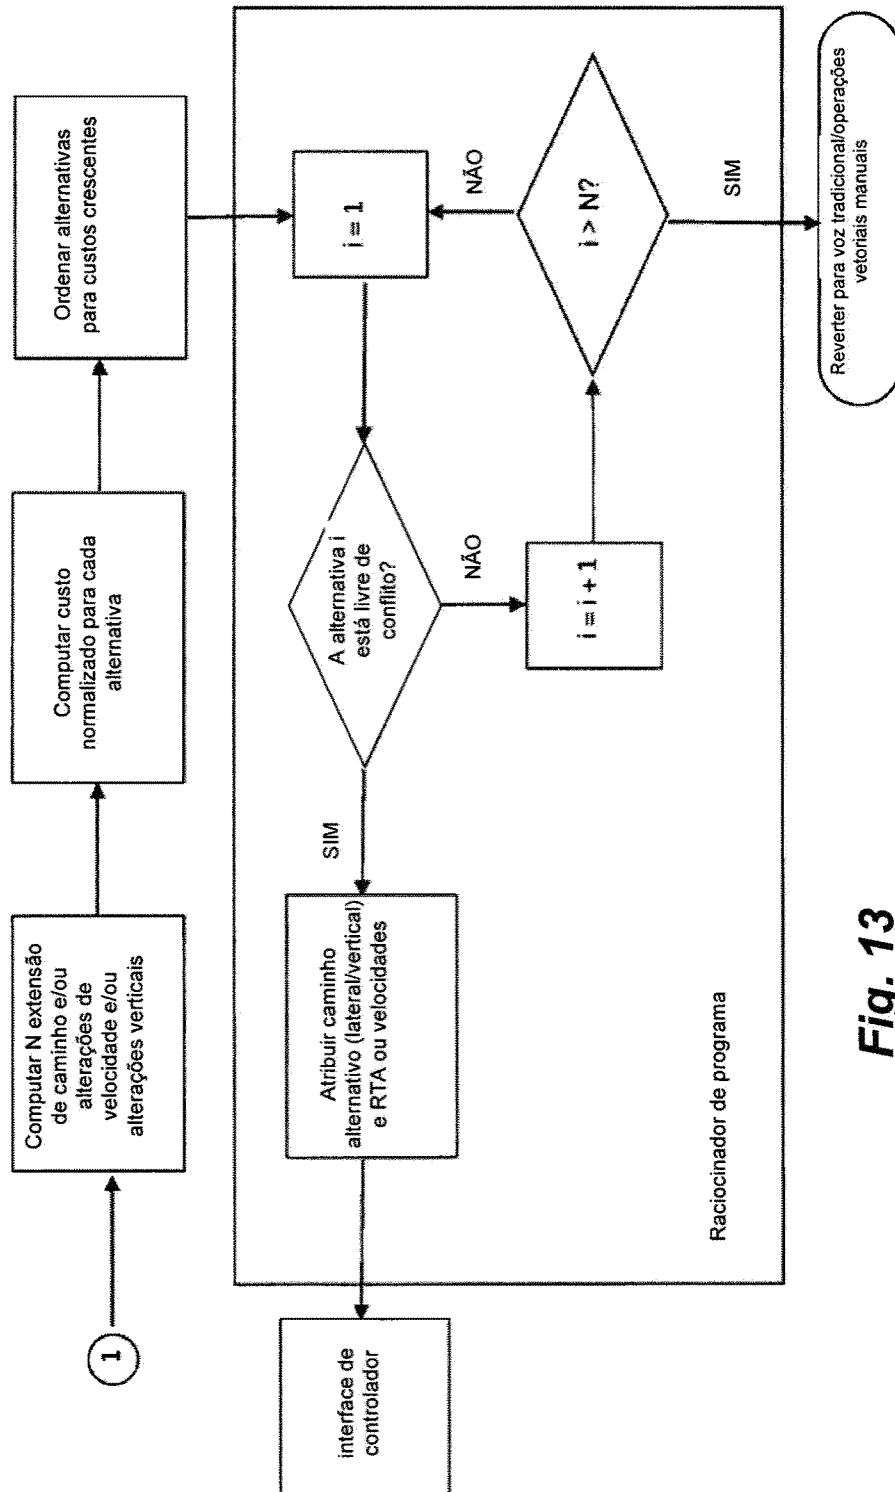 1
Computar N extensão
de caminho e/ou
alterações de
velocidade e/ou
alterações verticais
Computar custo
normalizado para cada
alternativa
Ordenar alternativas
para custos crescentes
i = 1
A alternativa i
está livre de
conflito?
SIM
NÃO
Atribuir caminho
alternativo (lateral/vertical)
e RTA ou velocidades
interface de
controlador
i = i + 1
i > N?
NÃO
SIM
Raciocinador de programa
Reverter para voz tradicional/operações
vetoriais manuais
Fig. 13